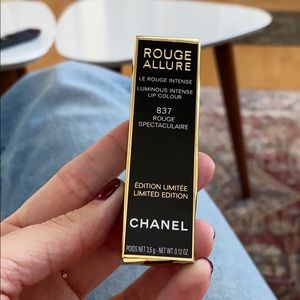 ROUGE
ALLURE
LE ROUGE INTENSE
LUMINOUS INTENSE
LIP COLOUR
837
ROUGE
SPECTACULAIRE
ÉDITION LIMITÉE
LIMITED EDITION
CHANEL
POIDS NET 3,5 g - NET WT. 0.12 OZ.